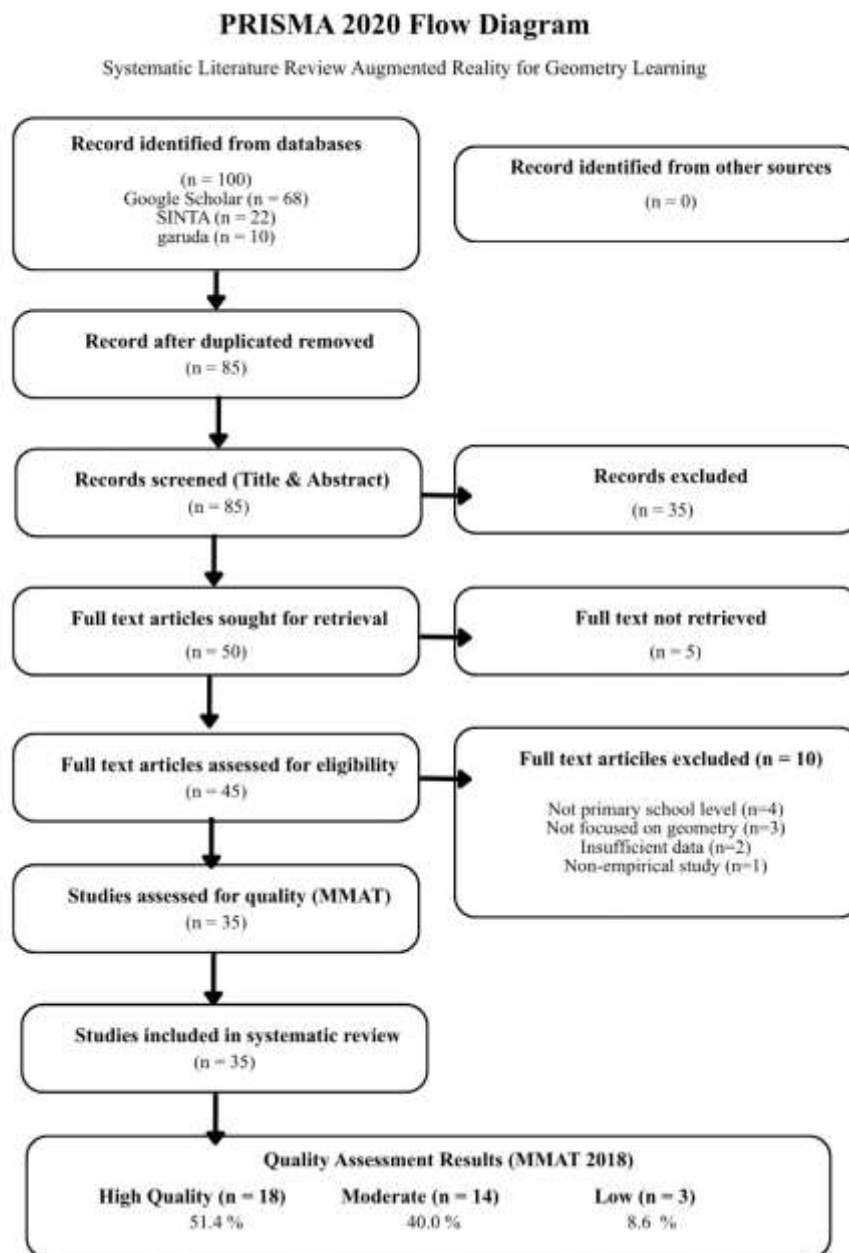 PRISMA 2020 Flow Diagram
Systematic Literature Review Augmented Reality for Geometry Learning
Record identified from databases
(n = 100)
Google Scholar (n = 68)
SINTA (n = 22)
garuda (n = 10)
Record identified from other sources
(n = 0)
Record after duplicated removed
(n = 85)
Records screened (Title & Abstract)
(n = 85)
Records excluded
(n = 35)
Full text articles sought for retrieval
(n = 50)
Full text not retrieved
(n = 5)
Full text articles assessed for eligibility
(n = 45)
Full text articiles excluded (n = 10)
Not primary school level (n=4)
Not focused on geometry (n=3)
Insufficient data (n=2)
Non-empirical study (n=1)
Studies assessed for quality (MMAT)
(n = 35)
Studies included in systematic review
(n = 35)
Quality Assessment Results (MMAT 2018)
High Quality (n = 18) Moderate (n = 14) Low (n = 3)
51.4 % 40.0 % 8.6 %